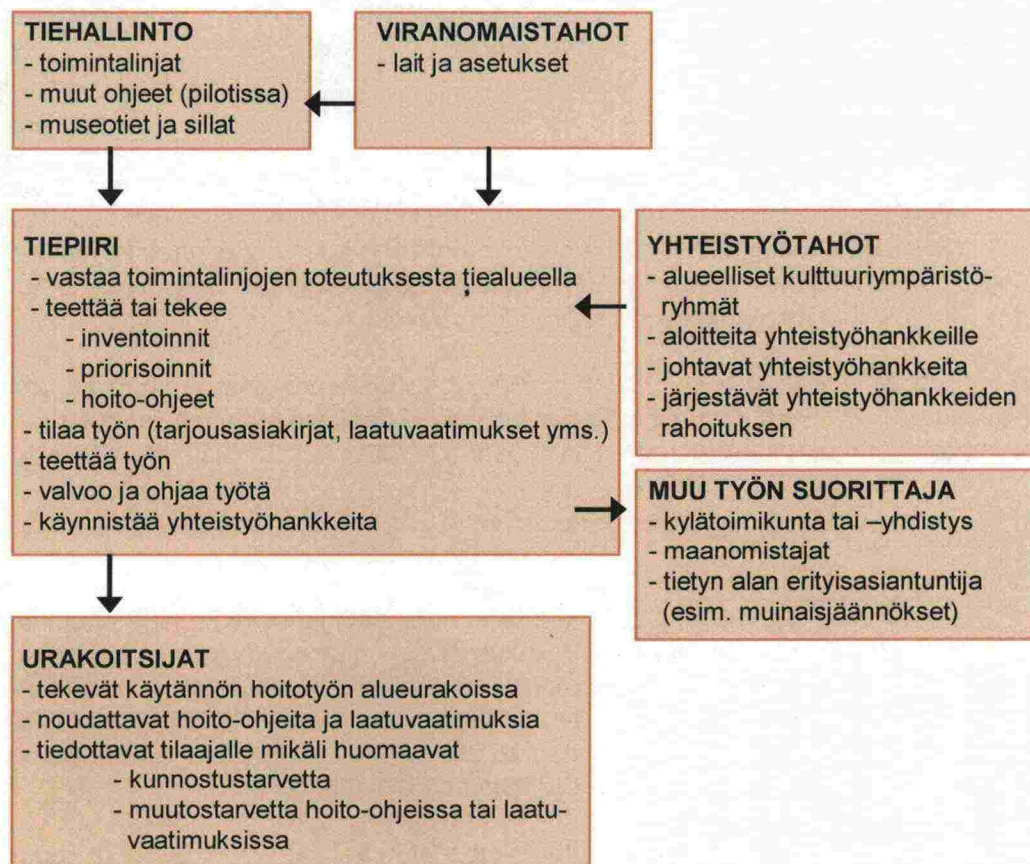 TIEHALLINTO
- toimintalinjat
- muut ohjeet (pilotissa)
- museotiet ja sillat
VIRANOMAISTAHOT
- lait ja asetukset
TIEPIIRI
- vastaa toimintalinjojen toteutuksesta tiealueella
- teettää tai tekee
- inventoinnit
- priorisoinnit
- hoito-ohjeet
- tilaa työn (tarjousasiakirjat, laatuvaatimukset yms.)
- teettää työn
- valvoo ja ohjaa työtä
- käynnistää yhteistyöhankkeita
YHTEISTYÖTAHOT
- alueelliset kulttuuriympäristö-
ryhmät
- aloitteita yhteistyöhankkeille
- johtavat yhteistyöhankkeita
- järjestävät yhteistyöhankkeiden
rahoituksen
MUU TYÖN SUORITTAJA
- kylätoimikunta tai –yhdistys
- maanomistajat
- tietyn alan erityisasiantuntija
(esim. muinaisjäännökset)
URAKOITSIJAT
- tekevät käytännön hoitotyön alueurakoissa
- noudattavat hoito-ohjeita ja laatuvaatimuksia
- tiedottavat tilaajalle mikäli huomaavat
- kunnostustarvetta
- muutostarvetta hoito-ohjeissa tai laatu-
vaatimuksissa